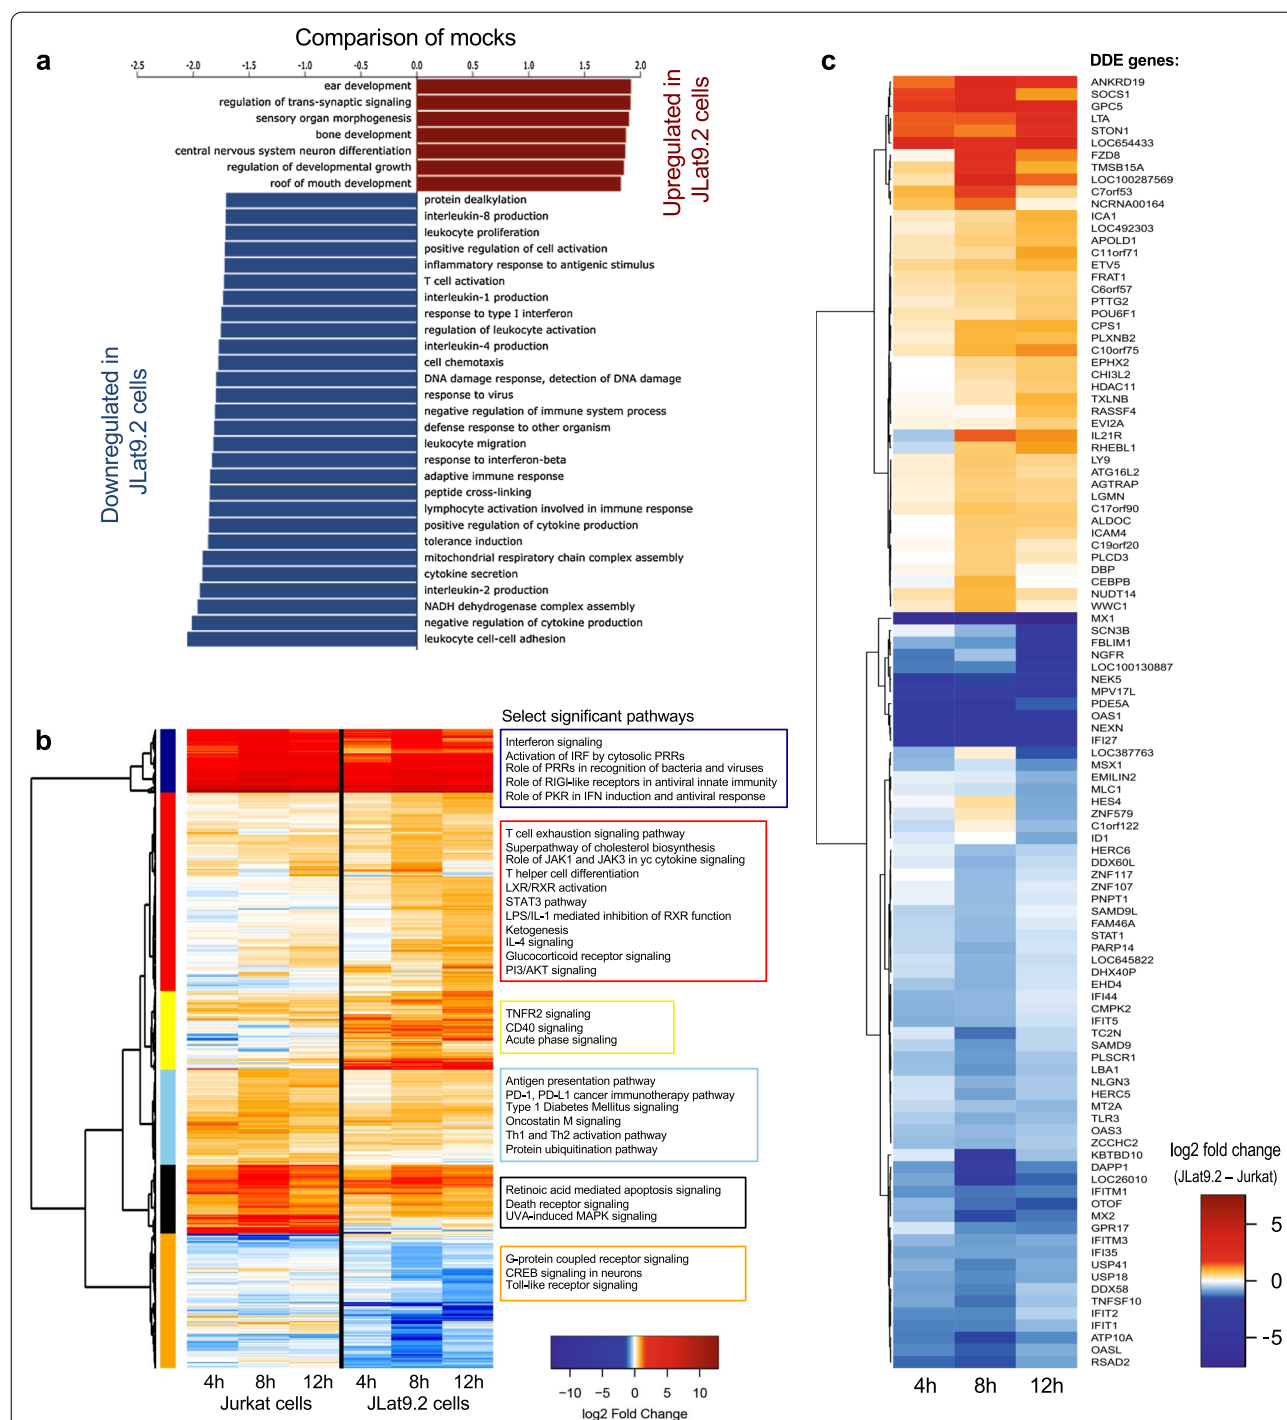 a
Comparison of mocks
-2.5 -2.0 -1.5 -1.0 -0.5 0.0 0.5 1.0 1.5 2.0
ear development
regulation of trans-synaptic signaling
sensory organ morphogenesis
bone development
central nervous system neuron differentiation
regulation of developmental growth
roof of mouth development
Upregulated in
JLat9.2 cells
protein dealkylation
interleukin-8 production
leukocyte proliferation
positive regulation of cell activation
inflammatory response to antigenic stimulus
T cell activation
interleukin-1 production
response to type I interferon
regulation of leukocyte activation
interleukin-4 production
cell chemotaxis
DNA damage response, detection of DNA damage
response to virus
negative regulation of immune system process
defense response to other organism
leukocyte migration
response to interferon-beta
adaptive immune response
peptide cross-linking
lymphocyte activation involved in immune response
positive regulation of cytokine production
tolerance induction
mitochondrial respiratory chain complex assembly
cytokine secretion
interleukin-2 production
NADH dehydrogenase complex assembly
negative regulation of cytokine production
leukocyte cell-cell adhesion
Downregulated in
JLat9.2 cells
b
Select significant pathways
Interferon signaling
Activation of IRF by cytosolic PRRs
Role of PRRs in recognition of bacteria and viruses
Role of RIGI-like receptors in antiviral innate immunity
Role of PKR in IFN induction and antiviral response
T cell exhaustion signaling pathway
Superpathway of cholesterol biosynthesis
Role of JAK1 and JAK3 in yc cytokine signaling
T helper cell differentiation
LXR/RXR activation
STAT3 pathway
LPS/IL-1 mediated inhibition of RXR function
Ketogenesis
IL-4 signaling
Glucocorticoid receptor signaling
PI3/AKT signaling
TNFR2 signaling
CD40 signaling
Acute phase signaling
Antigen presentation pathway
PD-1, PD-L1 cancer immunotherapy pathway
Type 1 Diabetes Mellitus signaling
Oncostatin M signaling
Th1 and Th2 activation pathway
Protein ubiquitination pathway
Retinoic acid mediated apoptosis signaling
Death receptor signaling
UVA-induced MAPK signaling
G-protein coupled receptor signaling
CREB signaling in neurons
Toll-like receptor signaling
4h 8h 12h 4h 8h 12h
Jurkat cells JLat9.2 cells
−10 −5 0 5 10
log2 Fold Change
c
DDE genes:
ANKRD19
SOCS1
GPC5
LTA
STON1
LOC654433
FZD8
TMSB15A
LOC100287569
C7orf53
NCRNA00164
ICA1
LOC492303
APOLD1
C11orf71
ETV5
FRAT1
C6orf57
PTTG2
POU6F1
CPS1
PLXNB2
C10orf75
EPHX2
CHI3L2
HDAC11
TXLNB
RASSF4
EVI2A
IL21R
RHEBL1
LY9
ATG16L2
AGTRAP
LGMN
C17orf90
ALDOC
ICAM4
C19orf20
PLCD3
DBP
CEBPB
NUDT14
WWC1
MX1
SCN3B
FBLIM1
NGFR
LOC100130887
NEK5
MPV17L
PDE5A
OAS1
NEXN
IFI27
LOC387763
MSX1
EMILIN2
MLC1
HES4
ZNF579
C1orf122
ID1
HERC6
DDX60L
ZNF117
ZNF107
PNPT1
SAMD9L
FAM46A
STAT1
PARP14
LOC645822
DHX40P
EHD4
IFI44
CMPK2
IFIT5
TC2N
SAMD9
PLSCR1
LBA1
NLGN3
HERC5
MT2A
TLR3
OAS3
ZCCHC2
KBTBD10
DAPP1
LOC26010
IFITM1
OTOF
MX2
GPR17
IFITM3
IFI35
USP41
USP18
DDX58
TNFSF10
IFIT2
IFIT1
ATP10A
OASL
RSAD2
4h 8h 12h
log2 fold change
(JLat9.2 – Jurkat)
5
0
-5